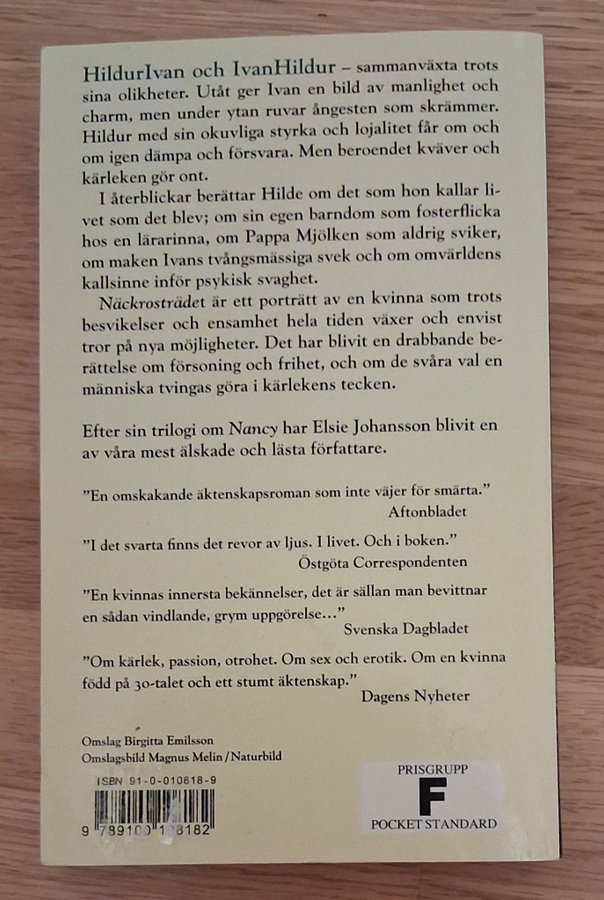 HildurIvan och IvanHildur – sammanväxta trots
sina olikheter. Utåt ger Ivan en bild av manlighet och
charm, men under ytan ruvar ångesten som skrämmer.
Hildur med sin okuvliga styrka och lojalitet får om och
om igen dämpa och försvara. Men beroendet kväver och
kärleken gör ont.
I återblickar berättar Hilde om det som hon kallar li-
vet som det blev; om sin egen barndom som fosterflicka
hos en lärarinna, om Pappa Mjölken som aldrig sviker,
om maken Ivans tvångsmässiga svek och om omvärldens
kallsinne inför psykisk svaghet.
Näckrosträdet är ett porträtt av en kvinna som trots
besvikelser och ensamhet hela tiden växer och envist
tror på nya möjligheter. Det har blivit en drabbande be-
rättelse om försoning och frihet, och om de svåra val en
människa tvingas göra i kärlekens tecken.
Efter sin trilogi om Nancy har Elsie Johansson blivit en
av våra mest älskade och lästa författare.
”En omskakande äktenskapsroman som inte väjer för smärta.”
Aftonbladet
”I det svarta finns det revor av ljus. I livet. Och i boken.”
Östgöta Correspondenten
”En kvinnas innersta bekännelser, det är sällan man bevittnar
en sådan vindlande, grym uppgörelse…”
Svenska Dagbladet
”Om kärlek, passion, otrohet. Om sex och erotik. Om en kvinna
född på 30-talet och ett stumt äktenskap.”
Dagens Nyheter
Omslag Birgitta Emilsson
Omslagsbild Magnus Melin/Naturbild
ISBN 91-0-010818-9
9 789100 108182
PRISGRUPP
F
POCKET STANDARD